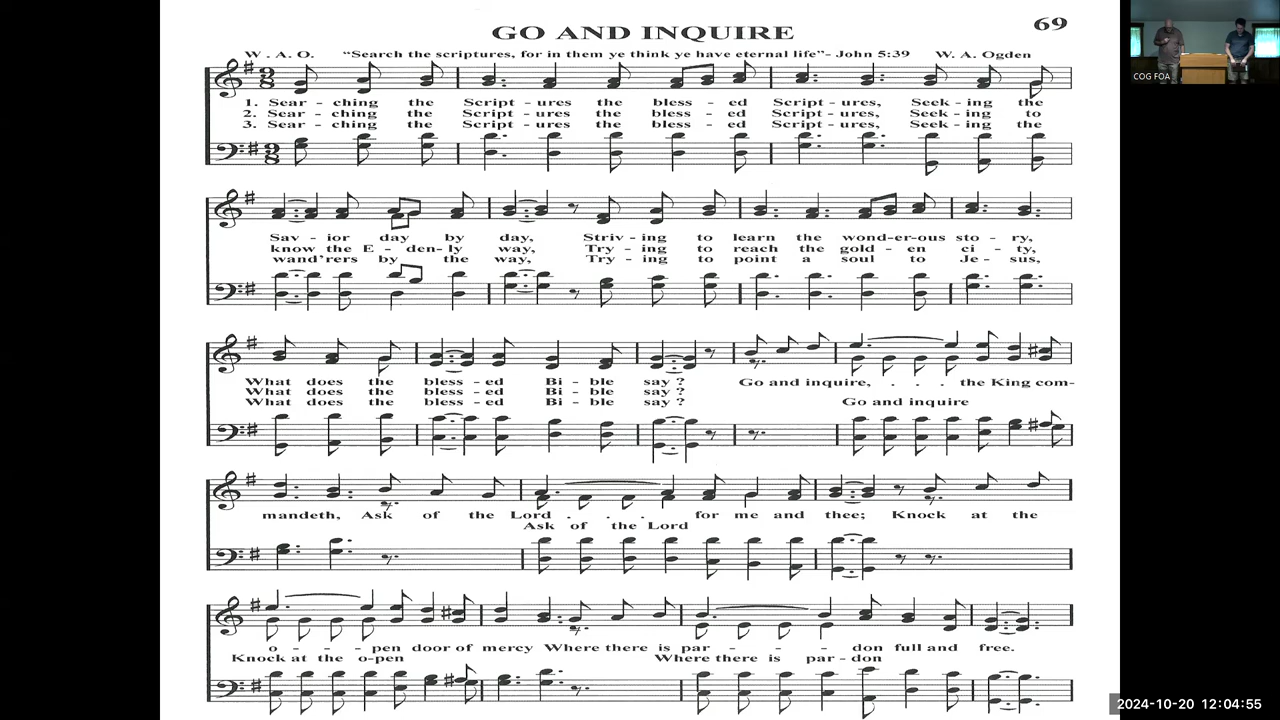 GO AND INQUIRE
69
W. A. O. "Search the scriptures, for in them ye think ye have eternal life"- John 5:39 W. A. Ogden
COG FOA
1. Sear - ching the Script - ures the bless - ed Script - ures, Seek - ing the
2. Sear - ching the Script - ures the bless - ed Script - ures, Seek - ing to
3. Sear - ching the Script - ures the bless - ed Script - ures, Seek - ing the
Sav - ior day by day, Striv - ing to learn the wond-er-ous sto - ry,
know the E - den - ly way, Try - ing to reach the gold - en ci - ty,
wand'rers by the way, Try - ing to point a soul to Je - sus,
What does the bless - ed Bi - ble say ? Go and inquire, . . . the King com-
What does the bless - ed Bi - ble say ?
What does the bless - ed Bi - ble say ? Go and inquire
mandeth, Ask of the Lord . . . for me and thee; Knock at the
Ask of the Lord
o - - - pen door of mercy Where there is par - - - don full and free.
Knock at the o-pen Where there is par - don
2024-10-20 12:04:55